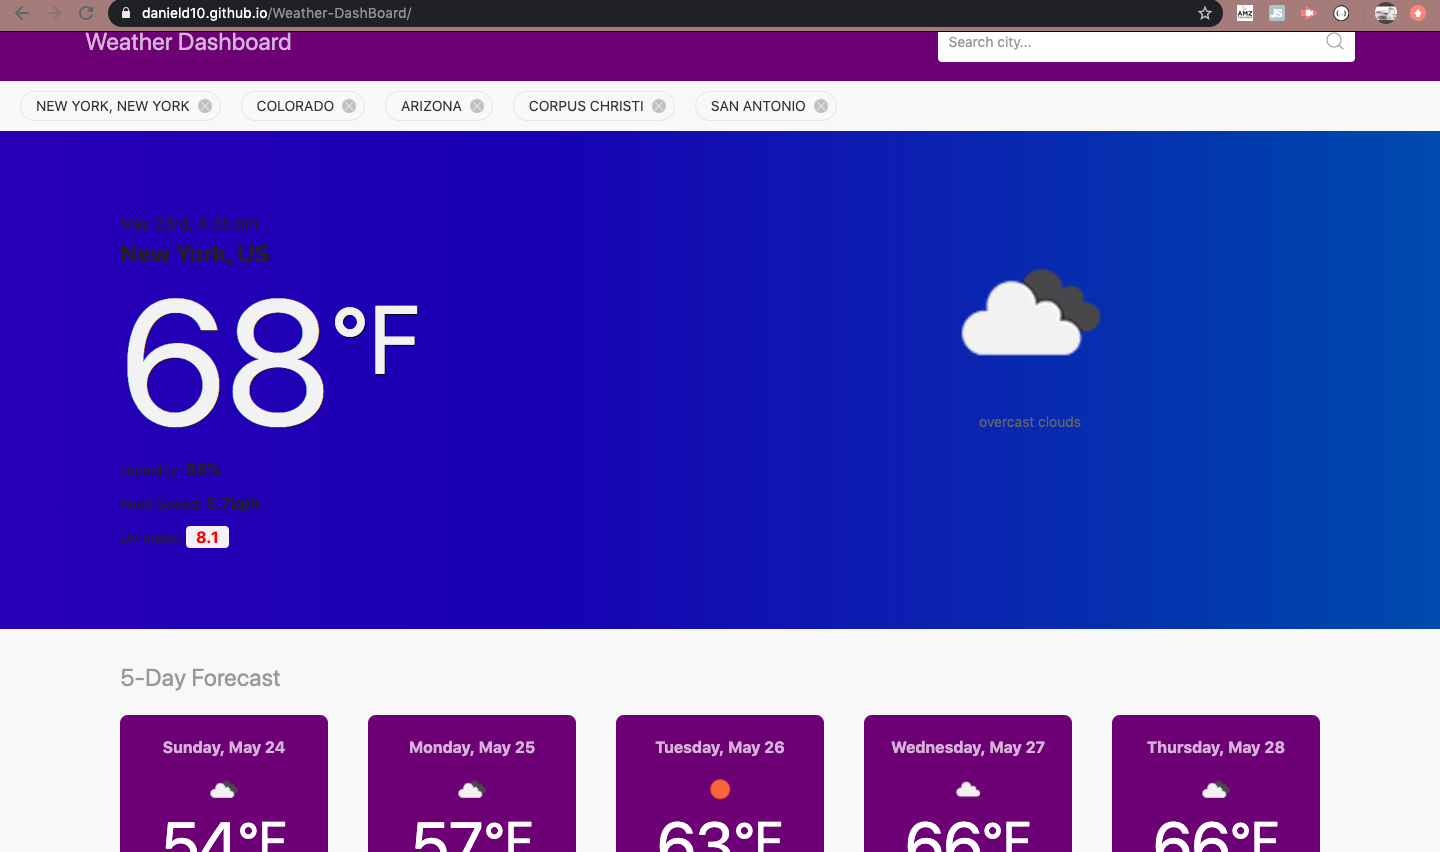 danield10.github.io/Weather-DashBoard/
AMZ
JS
Weather Dashboard
Search city...
NEW YORK, NEW YORK
COLORADO
ARIZONA
CORPUS CHRISTI
SAN ANTONIO
May 23rd, 4:35 pm
New York, US
68°F
overcast clouds
Humidity: 88%
Wind Speed: 5.7kph
UV Index: 8.1
5-Day Forecast
Sunday, May 24
Monday, May 25
Tuesday, May 26
Wednesday, May 27
Thursday, May 28
54°F
57°F
63°F
66°F
66°F